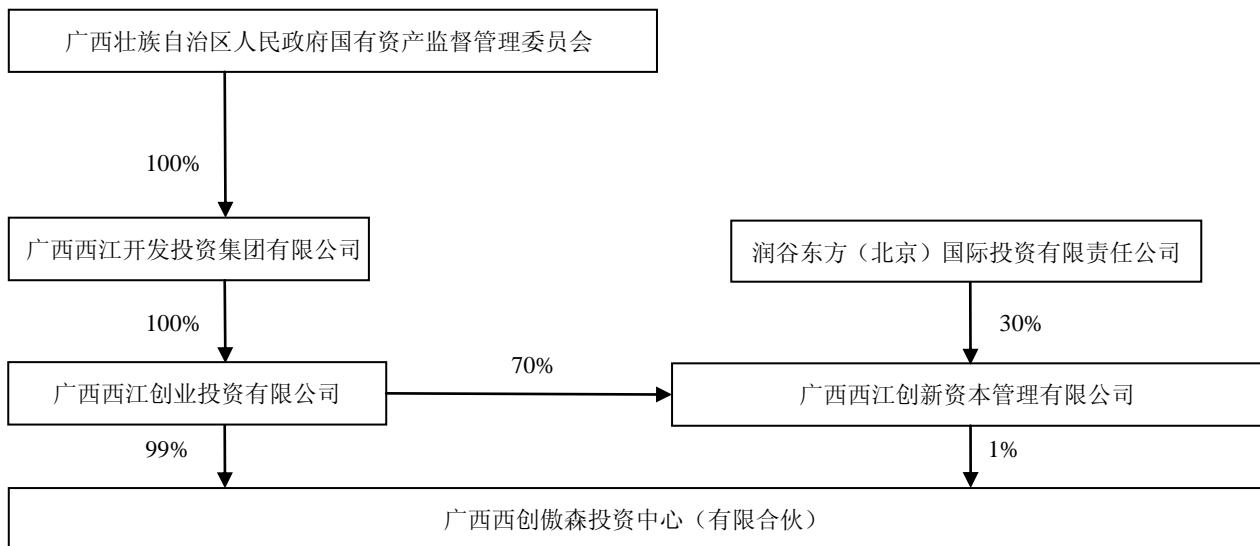 广西壮族自治区人民政府国有资产监督管理委员会
100%
广西西江开发投资集团有限公司
润谷东方（北京）国际投资有限责任公司
100%
30%
广西西江创业投资有限公司
70%
广西西江创新资本管理有限公司
99%
1%
广西西创傲森投资中心（有限合伙）